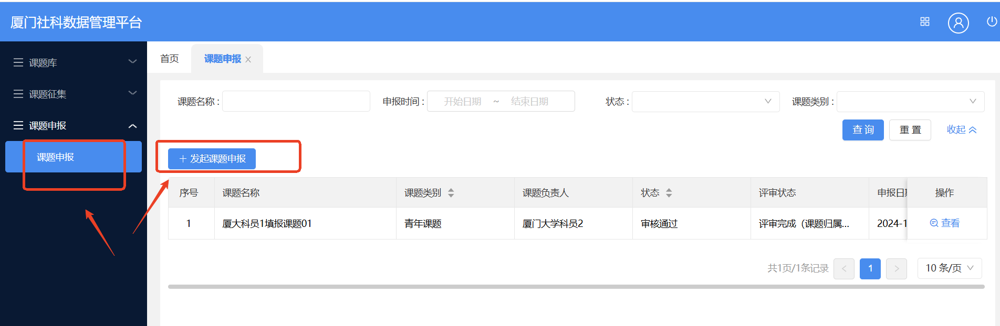 厦门社科数据管理平台
课题库
课题征集
课题申报
课题申报
首页 课题申报
课题名称 : 申报时间 : 开始日期 ~ 结束日期 状态 : 课题类别 :
查 询 重 置 收起
+ 发起课题申报
序号 课题名称 课题类别 课题负责人 状态 评审状态 申报日 操作
1 厦大科员1填报课题01 青年课题 厦门大学科员2 审核通过 评审完成（课题归属... 2024-1 查看
共1页/1条记录 < 1 > 10 条/页